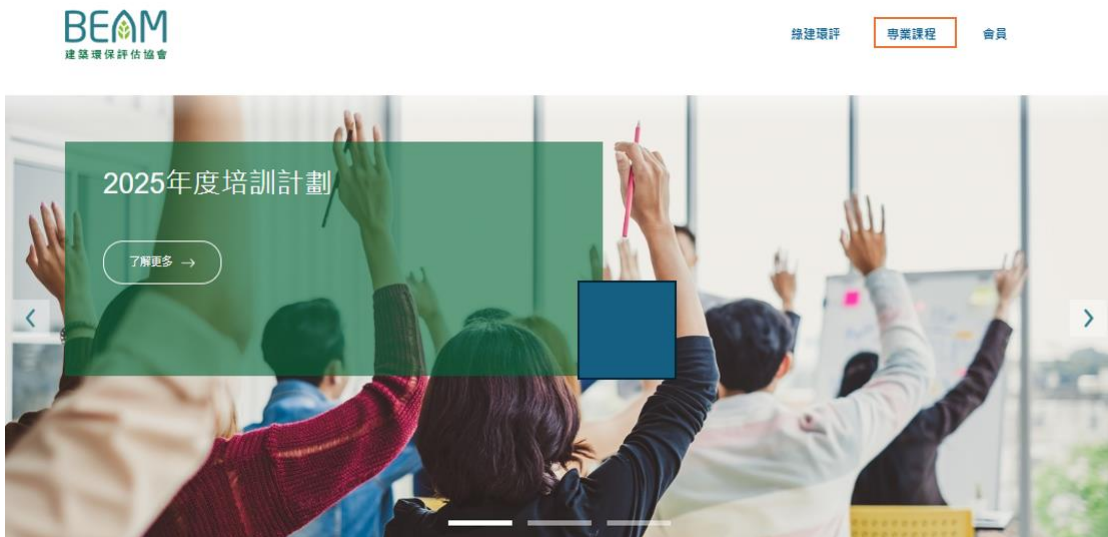 BEAM
建築環保評估協會
綠建環評
專業課程
會員
2025年度培訓計劃
了解更多 →